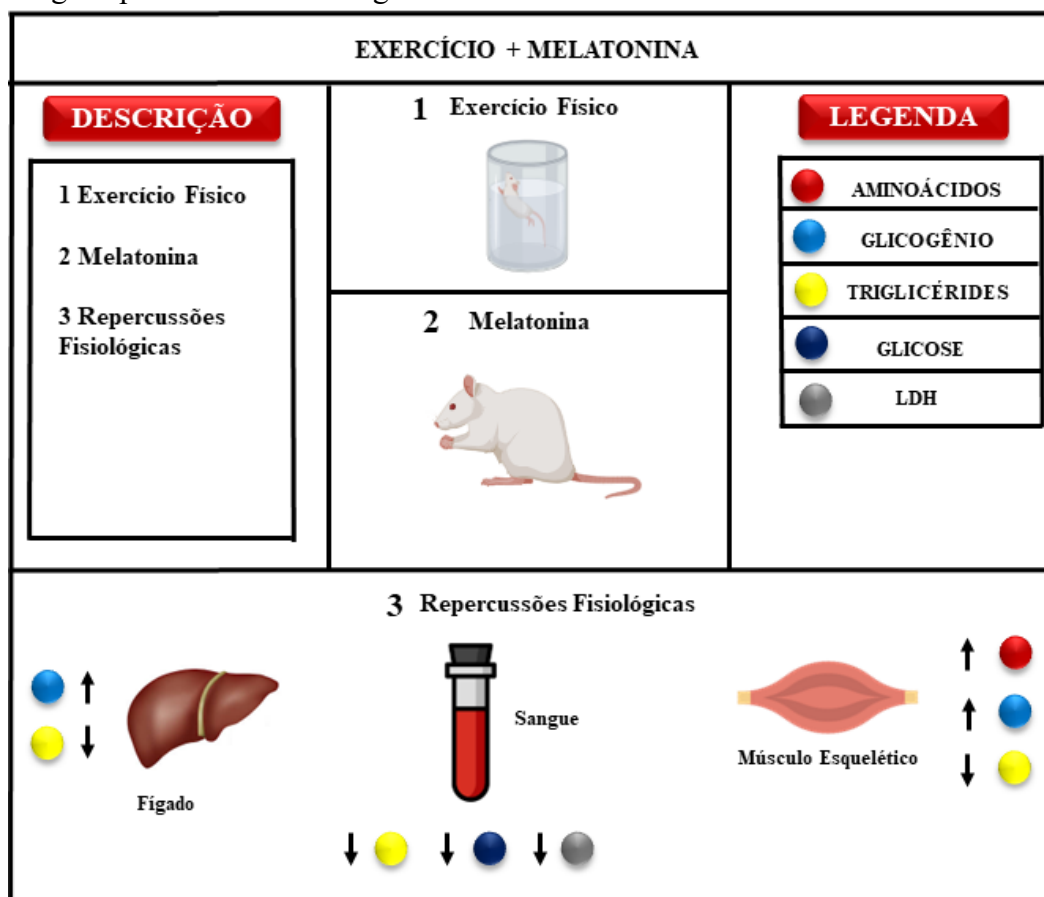 EXERCÍCIO + MELATONINA
DESCRIÇÃO
1 Exercício Físico
2 Melatonina
3 Repercussões
Fisiológicas
1 Exercício Físico
2 Melatonina
LEGENDA
AMINOÁCIDOS
GLICOGÊNIO
TRIGLICÉRIDES
GLICOSE
LDH
3 Repercussões Fisiológicas
Fígado
Sangue
Músculo Esquelético